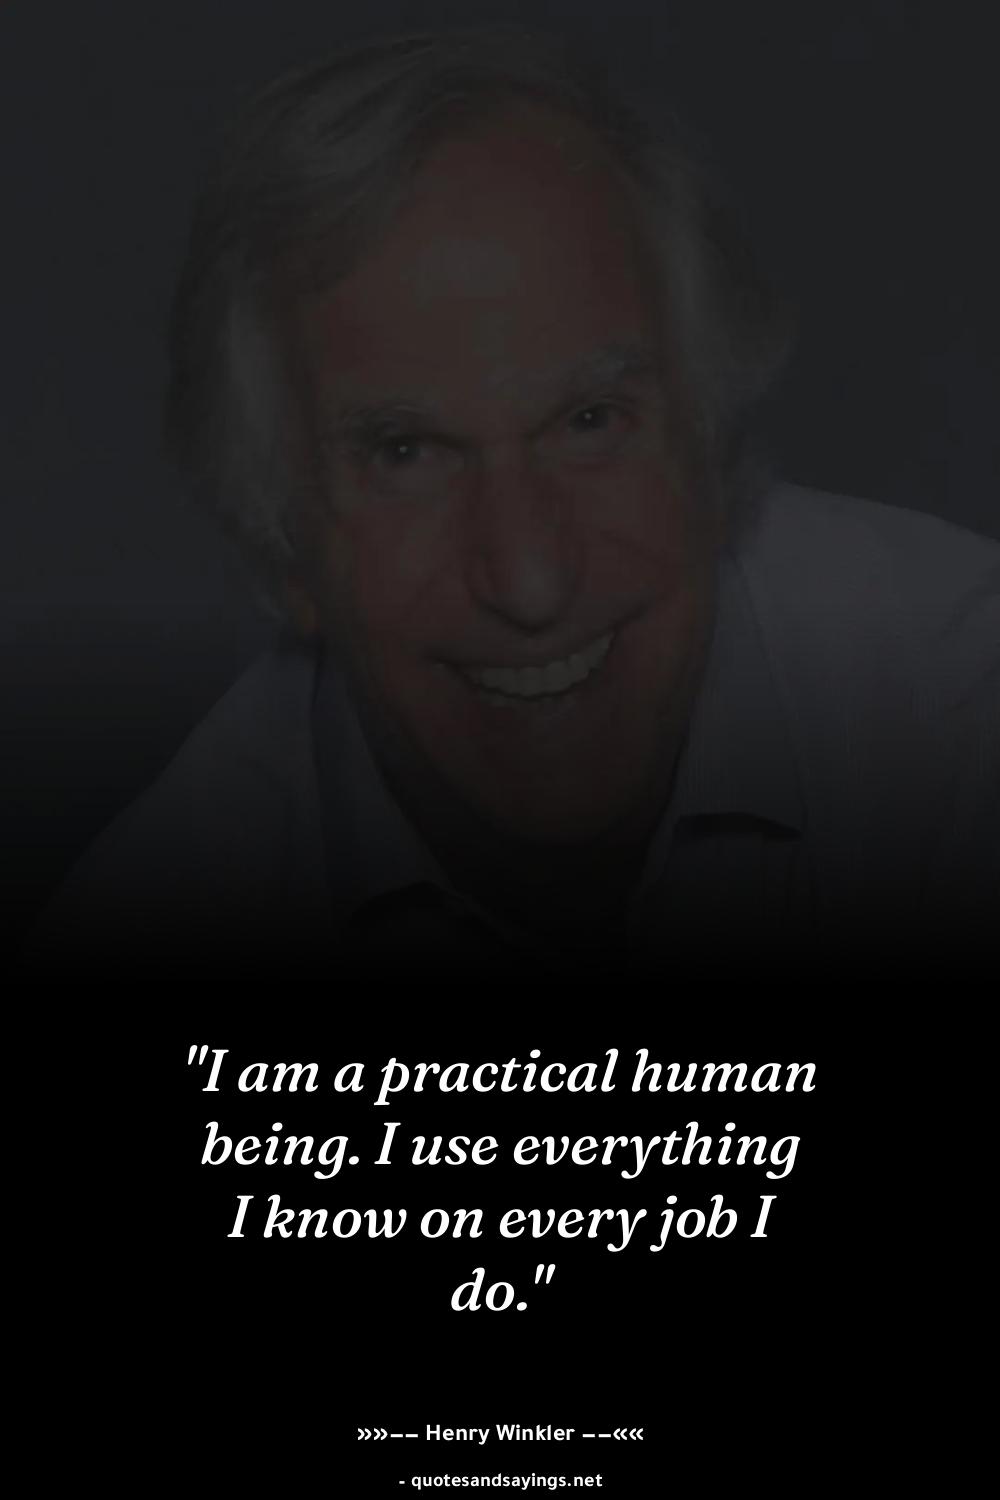 "I am a practical human
being. I use everything
I know on every job I
do."
»»−− Henry Winkler −−««
- quotesandsayings.net